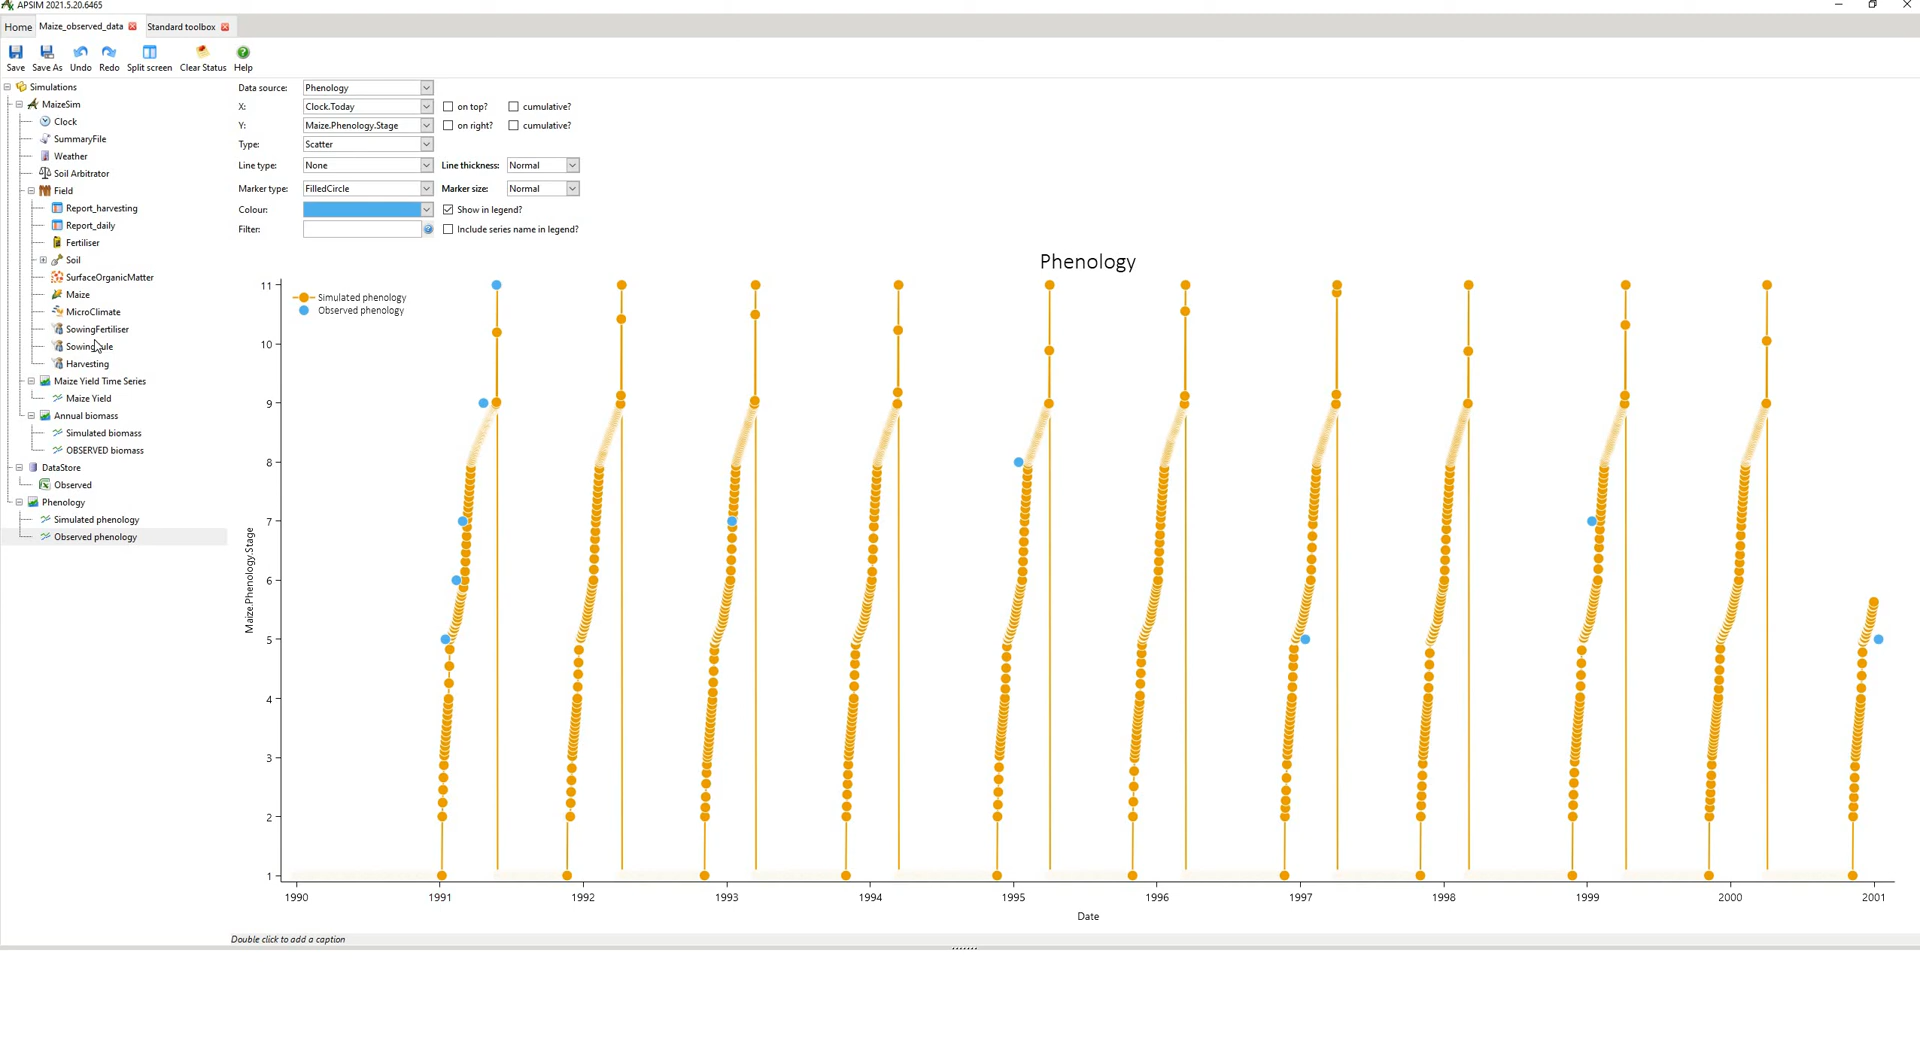 APSIM 2021.5.20.6465
Home Maize_observed_data Standard toolbox
Save Save As Undo Redo Split screen Clear Status Help
Simulations
MaizeSim
Clock
SummaryFile
Weather
Soil Arbitrator
Field
Report_harvesting
Report_daily
Fertiliser
Soil
SurfaceOrganicMatter
Maize
MicroClimate
SowingFertiliser
Harvesting
Maize Yield Time Series
Maize Yield
Annual biomass
Simulated biomass
OBSERVED biomass
DataStore
Observed
Phenology
Simulated phenology
Observed phenology
Data source: Phenology
X: Clock.Today on top? cumulative?
Y: Maize.Phenology.Stage on right? cumulative?
Type: Scatter
Line type: None Line thickness: Normal
Marker type: FilledCircle Marker size: Normal
Colour: Show in legend?
Filter: Include series name in legend?
Phenology
Simulated phenology
Observed phenology
11
10
9
8
7
6
5
4
3
2
1
Maize.Phenology.Stage
1990 1991 1992 1993 1994 1995 1996 1997 1998 1999 2000 2001
Date
Double click to add a caption